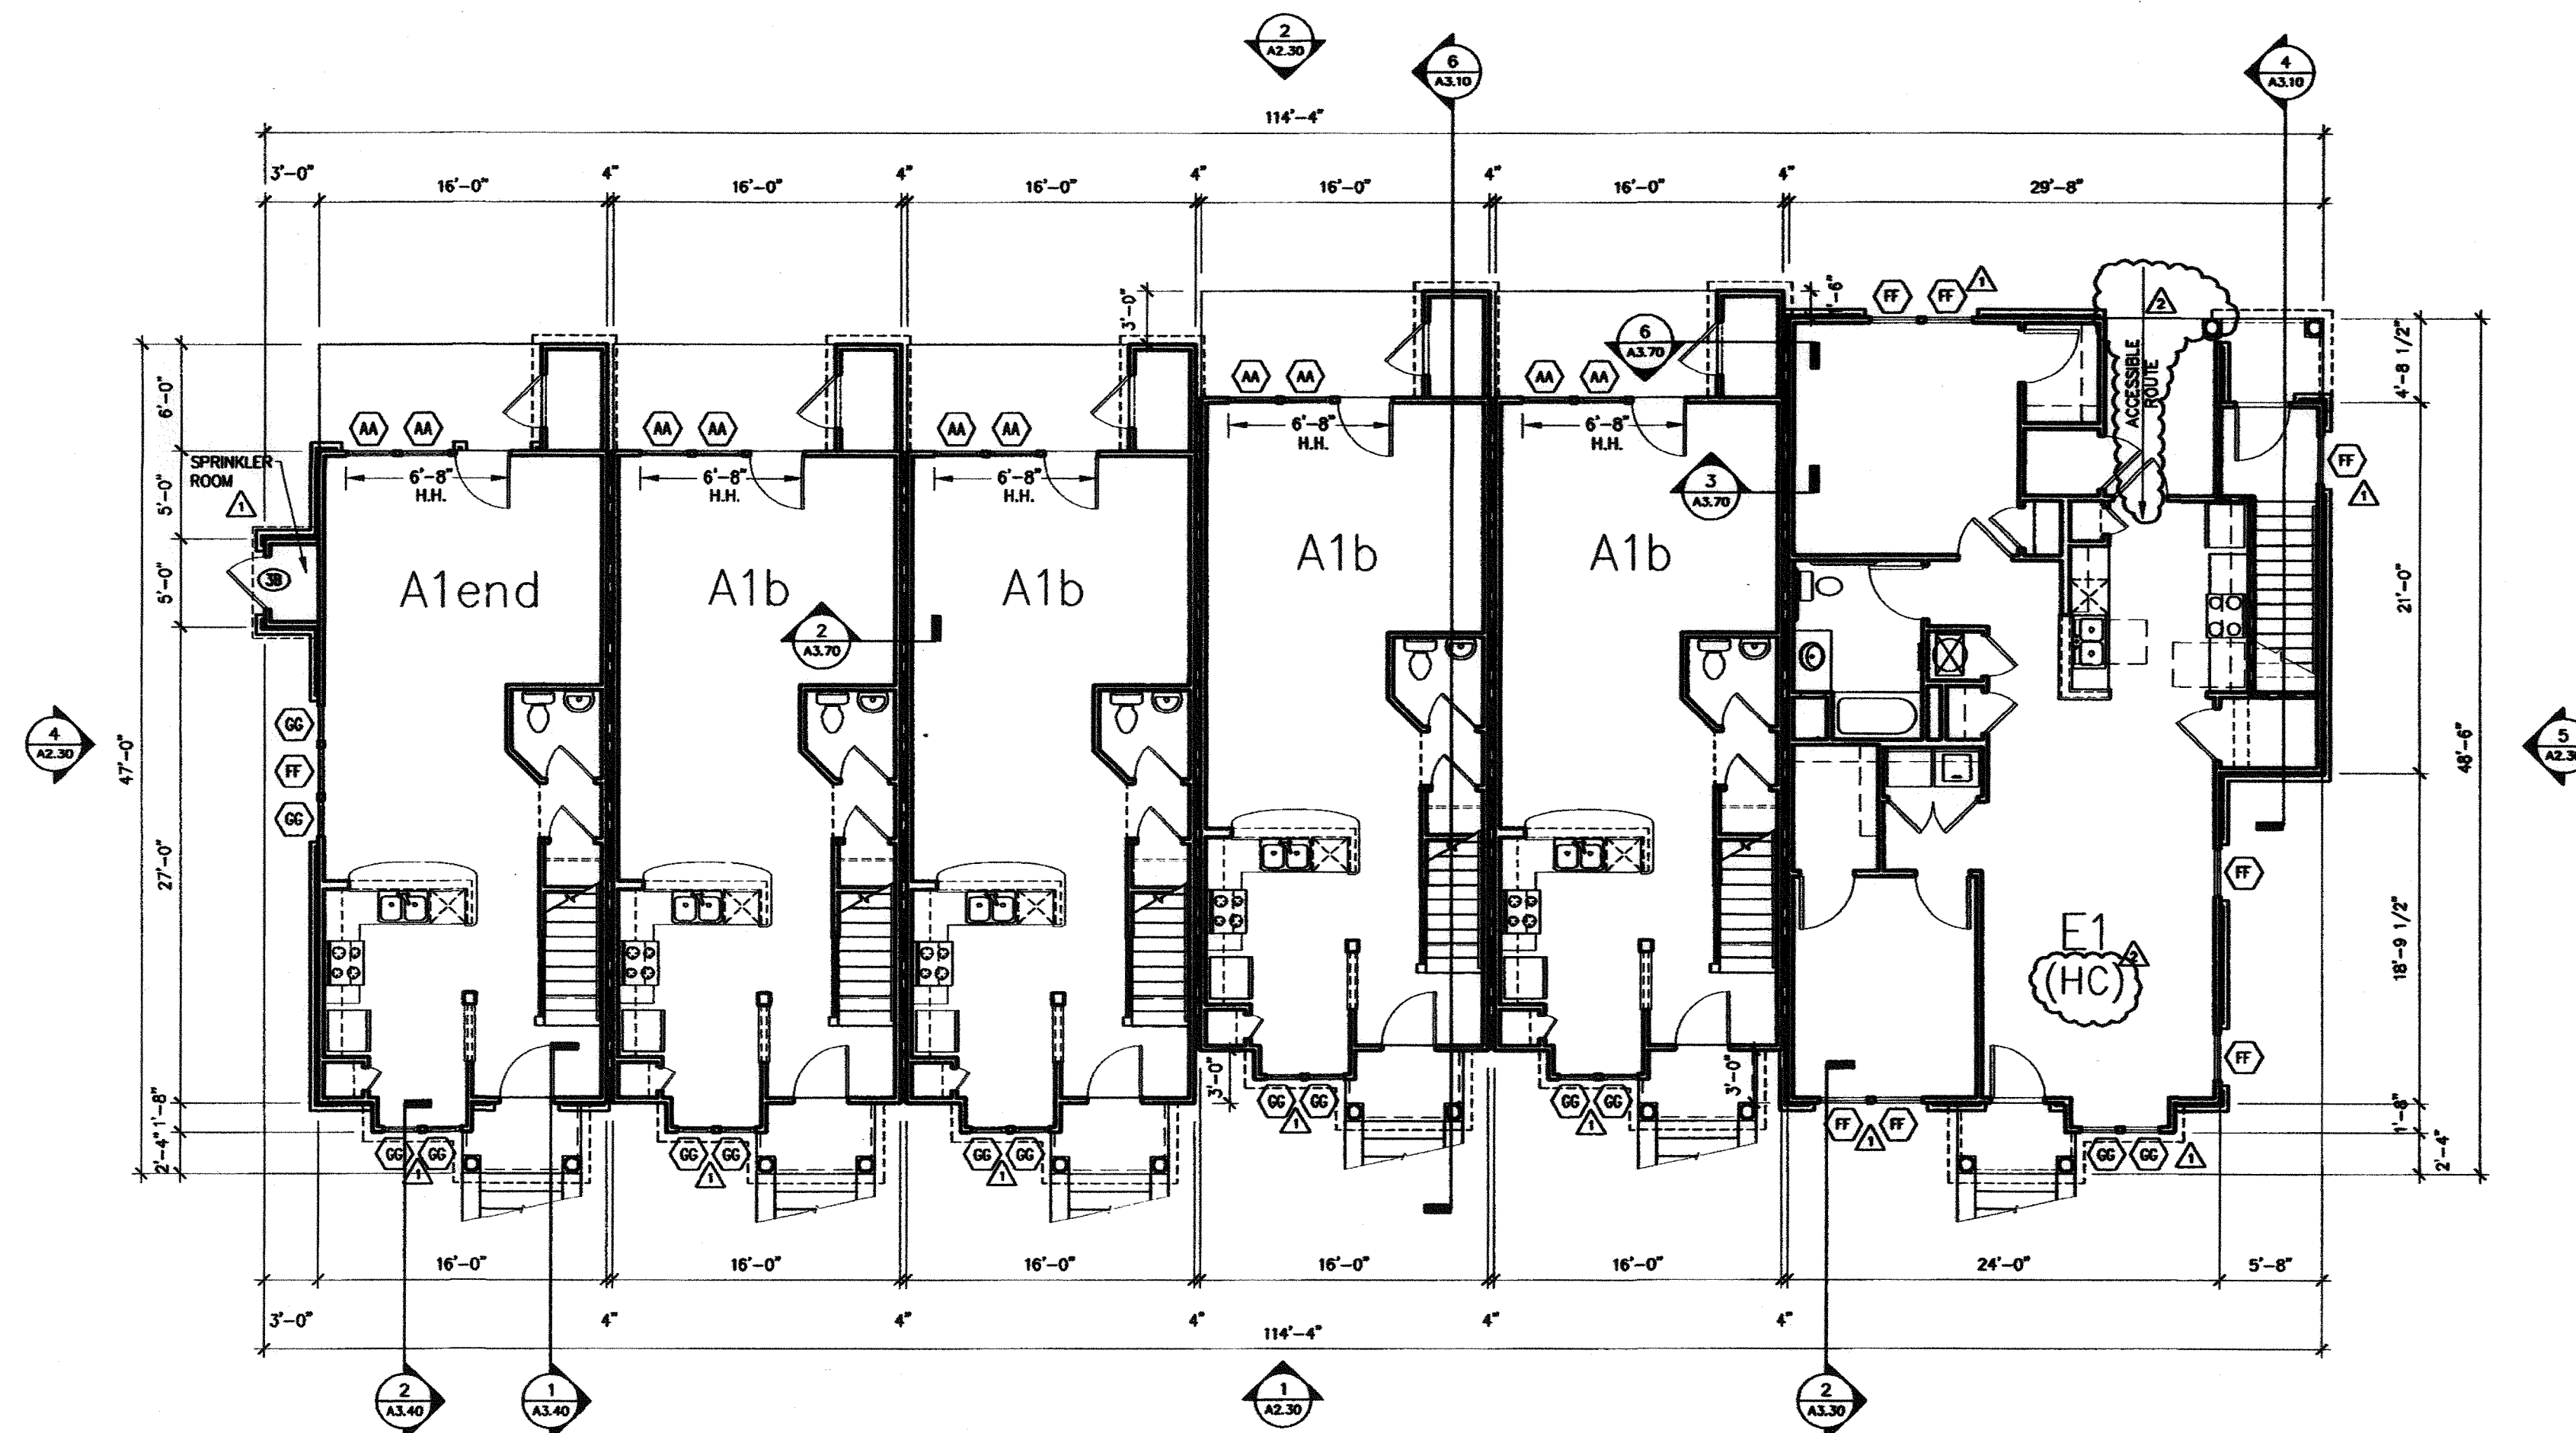 2
A2.30
6
A3.10
4
A3.10
114'-4"
3'-0" 4" 4" 4" 4" 4"
16'-0" 16'-0" 16'-0" 16'-0" 16'-0" 29'-8"
3'-0"
FF FF 1
2
6
A3.70
ACCESSIBLE
ROUTE
4'-8 1/2"
6'-0"
AA AA AA AA
AA AA AA AA AA AA
6'-8" 6'-8"
H.H. H.H.
SPRINKLER
ROOM
1
6'-8" 6'-8" 6'-8"
H.H. H.H. H.H.
3
A3.70
FF
1
5'-0"
5'-0"
3B
A1end A1b A1b A1b A1b
21'-0"
2
A3.70
4
A2.30
47'-0"
GG
FF
GG
27'-0"
48'-6"
5
FF
18'-9 1/2"
E1
2
(HC)
FF
3'-0" 3'-0"
GG GG GG GG
1 1
1'-8"
2'-4"
GG GG GG GG GG GG
1 1 1
FF FF
1
GG GG 1
1'-8"
2'-4"
16'-0" 16'-0" 16'-0" 16'-0" 16'-0" 24'-0" 5'-8"
3'-0" 4" 4" 4" 4" 4"
114'-4"
2
A3.40
1
A3.40
1
A2.30
2
A3.30